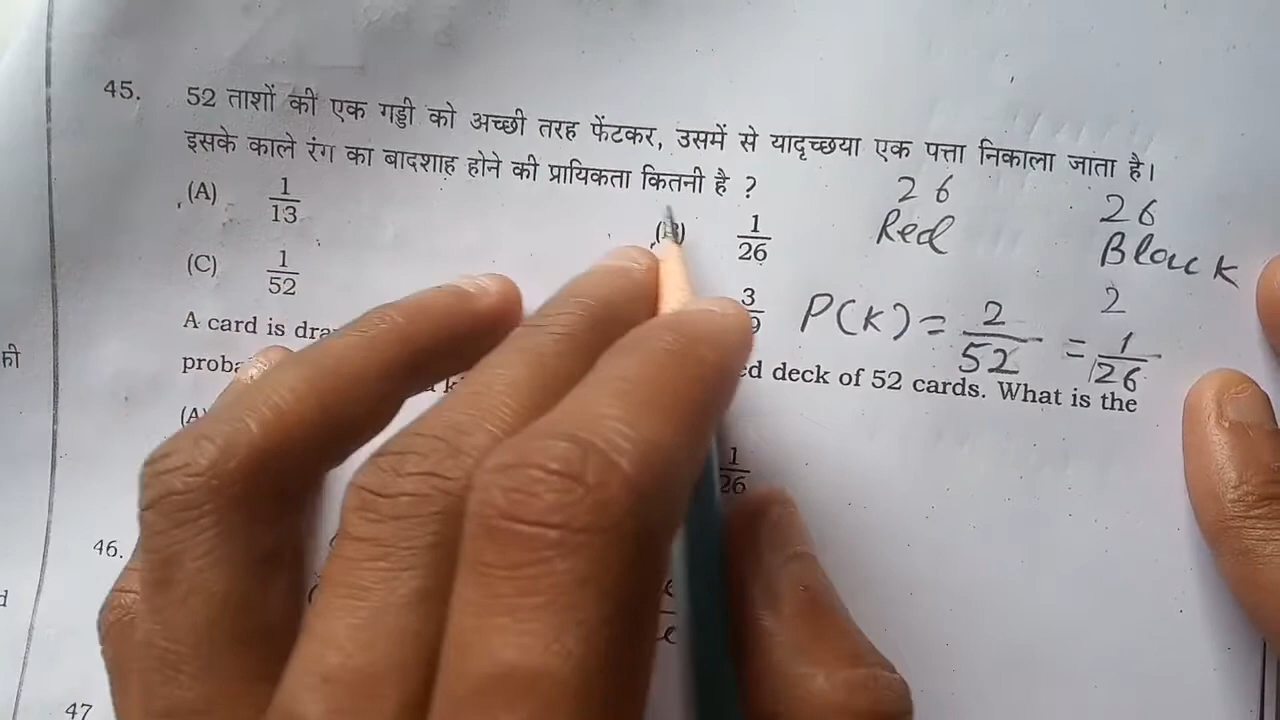 45. 52 ताशों की एक गड्डी को अच्छी तरह फेंटकर, उसमें से यादृच्छया एक पत्ता निकाला जाता है।
इसके काले रंग का बादशाह होने की प्रायिकता कितनी है ?
(A) 1/13
(B) 1/26
(C) 1/52
3
26 Red
26 Black
2
P(K) = 2/52 = 1/26
A card is
ed deck of 52 cards. What is the
(A)
1/26
46.
47
की